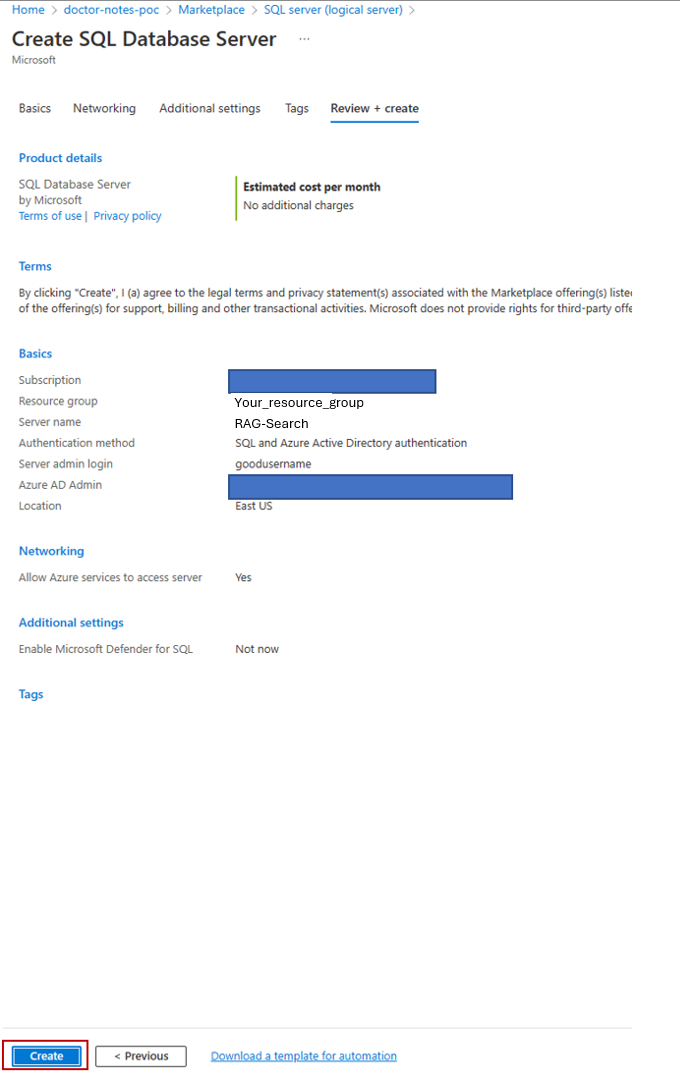 Home > doctor-notes-poc > Marketplace > SQL server (logical server) >
Create SQL Database Server ...
Microsoft
Basics Networking Additional settings Tags Review + create
Product details
SQL Database Server
by Microsoft
Terms of use | Privacy policy
Estimated cost per month
No additional charges
Terms
By clicking "Create", I (a) agree to the legal terms and privacy statement(s) associated with the Marketplace offering(s)
of the offering(s) for support, billing and other transactional activities. Microsoft does not provide rights for third-party
Basics
Subscription
Resource group Your_resource_group
Server name RAG-Search
Authentication method SQL and Azure Active Directory authentication
Server admin login goodusername
Azure AD Admin
Location East US
Networking
Allow Azure services to access server Yes
Additional settings
Enable Microsoft Defender for SQL Not now
Tags
Create < Previous Download a template for automation